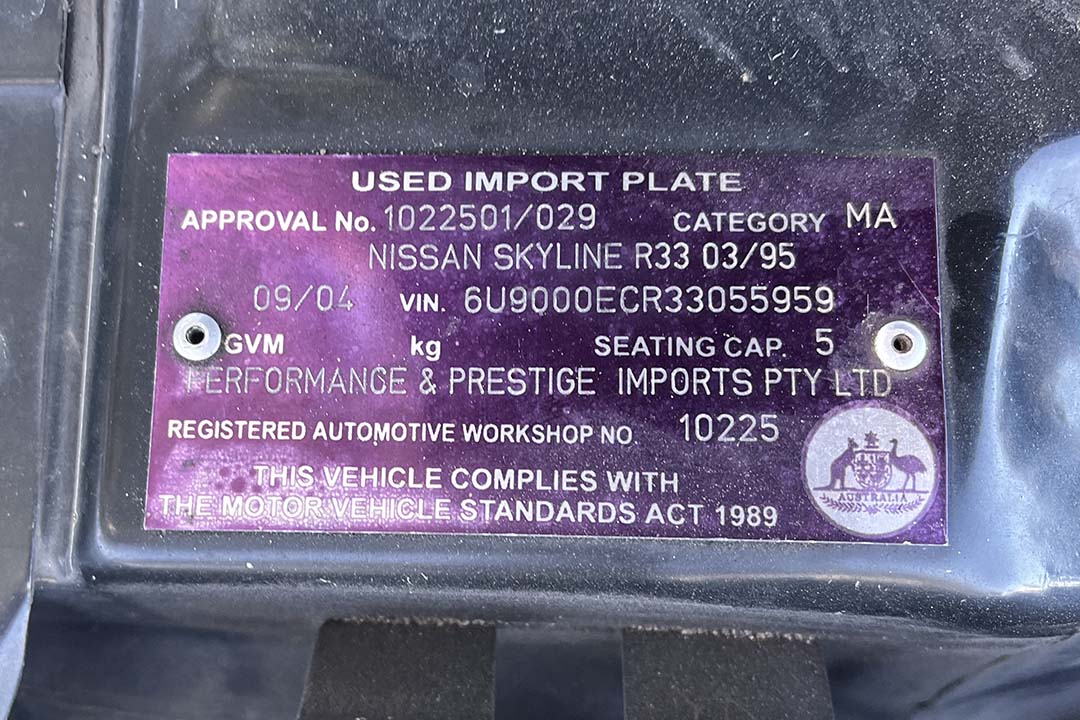 USED IMPORT PLATE
APPROVAL No. 1022501/029 CATEGORY MA
NISSAN SKYLINE R33 03/95
09/04 VIN. 6U9000ECR33055959
GVM kg SEATING CAP. 5
PERFORMANCE & PRESTIGE IMPORTS PTY LTD
REGISTERED AUTOMOTIVE WORKSHOP NO. 10225
THIS VEHICLE COMPLIES WITH
THE MOTOR VEHICLE STANDARDS ACT 1989
AUSTRALIA